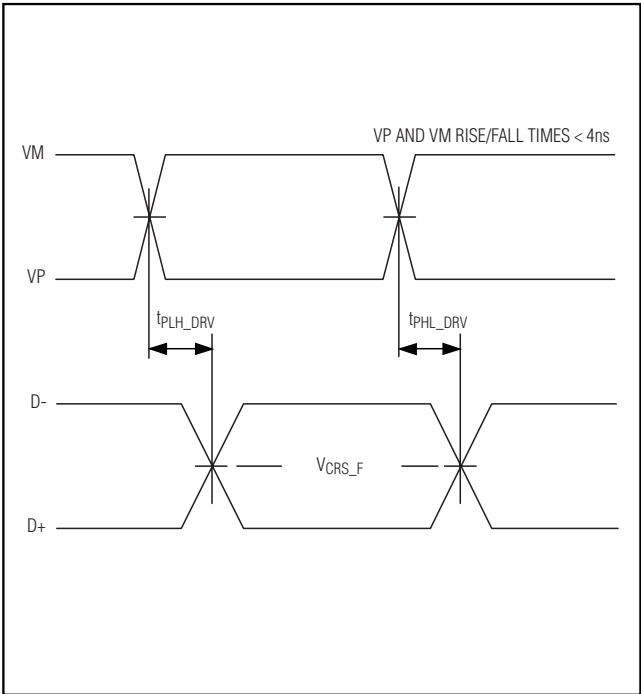 VP AND VM RISE/FALL TIMES < 4ns
VM
VP
tPLH_DRV
tPHL_DRV
D-
VCRS_F
D+